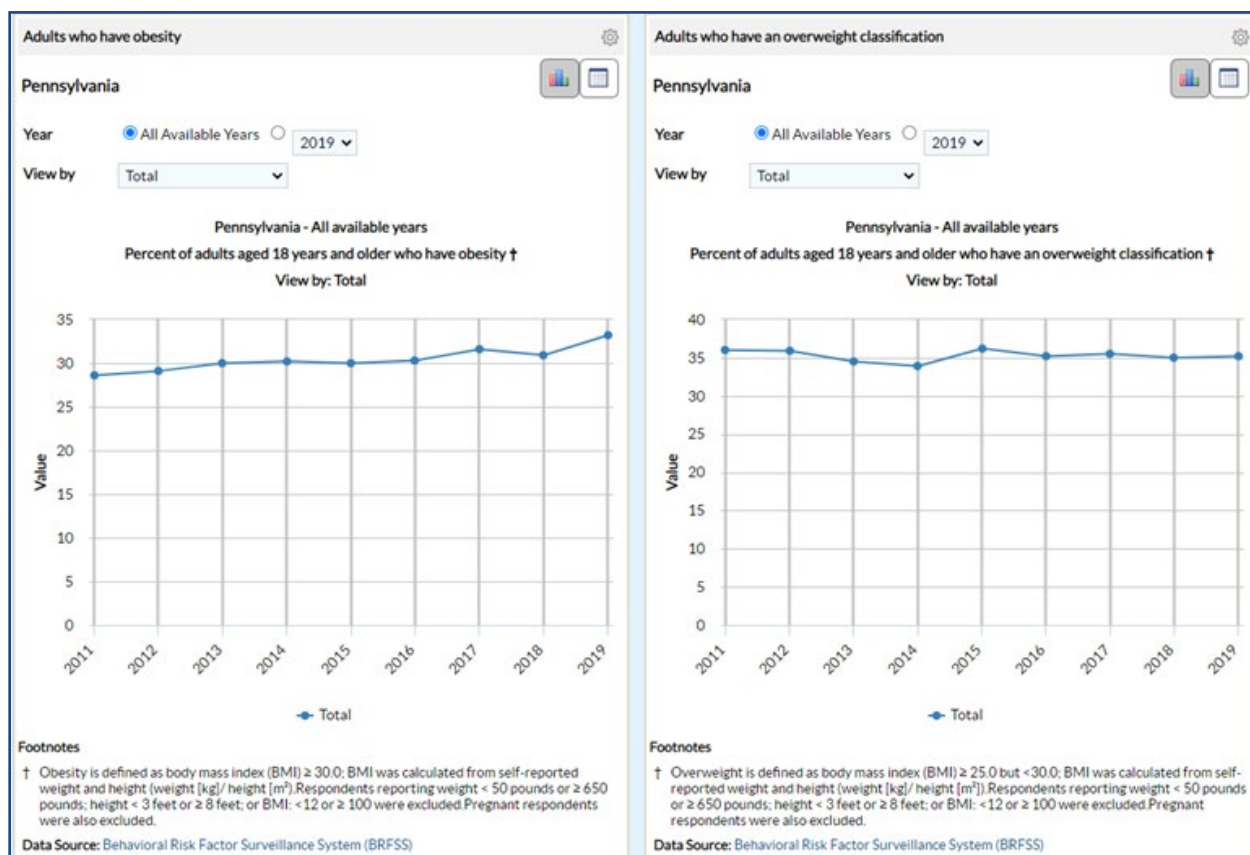 Adults who have obesity
Pennsylvania
Year All Available Years 2019
View by Total
Pennsylvania - All available years
Percent of adults aged 18 years and older who have obesity †
View by: Total
35
30
25
20
15
10
5
0
Value
2011 2012 2013 2014 2015 2016 2017 2018 2019
Total
Footnotes
† Obesity is defined as body mass index (BMI) ≥ 30.0; BMI was calculated from self-reported
weight and height (weight [kg]/ height [m²).Respondents reporting weight < 50 pounds or ≥ 650
pounds; height < 3 feet or ≥ 8 feet; or BMI: <12 or ≥ 100 were excluded.Pregnant respondents
were also excluded.
Data Source: Behavioral Risk Factor Surveillance System (BRFSS)
Adults who have an overweight classification
Pennsylvania
Year All Available Years 2019
View by Total
Pennsylvania - All available years
Percent of adults aged 18 years and older who have an overweight classification †
View by: Total
40
35
30
25
20
15
10
5
0
Value
2011 2012 2013 2014 2015 2016 2017 2018 2019
Total
Footnotes
† Overweight is defined as body mass index (BMI) ≥ 25.0 but <30.0; BMI was calculated from self-
reported weight and height (weight [kg]/ height [m²]).Respondents reporting weight < 50 pounds
or ≥ 650 pounds; height < 3 feet or ≥ 8 feet; or BMI: <12 or ≥ 100 were excluded.Pregnant
respondents were also excluded.
Data Source: Behavioral Risk Factor Surveillance System (BRFSS)